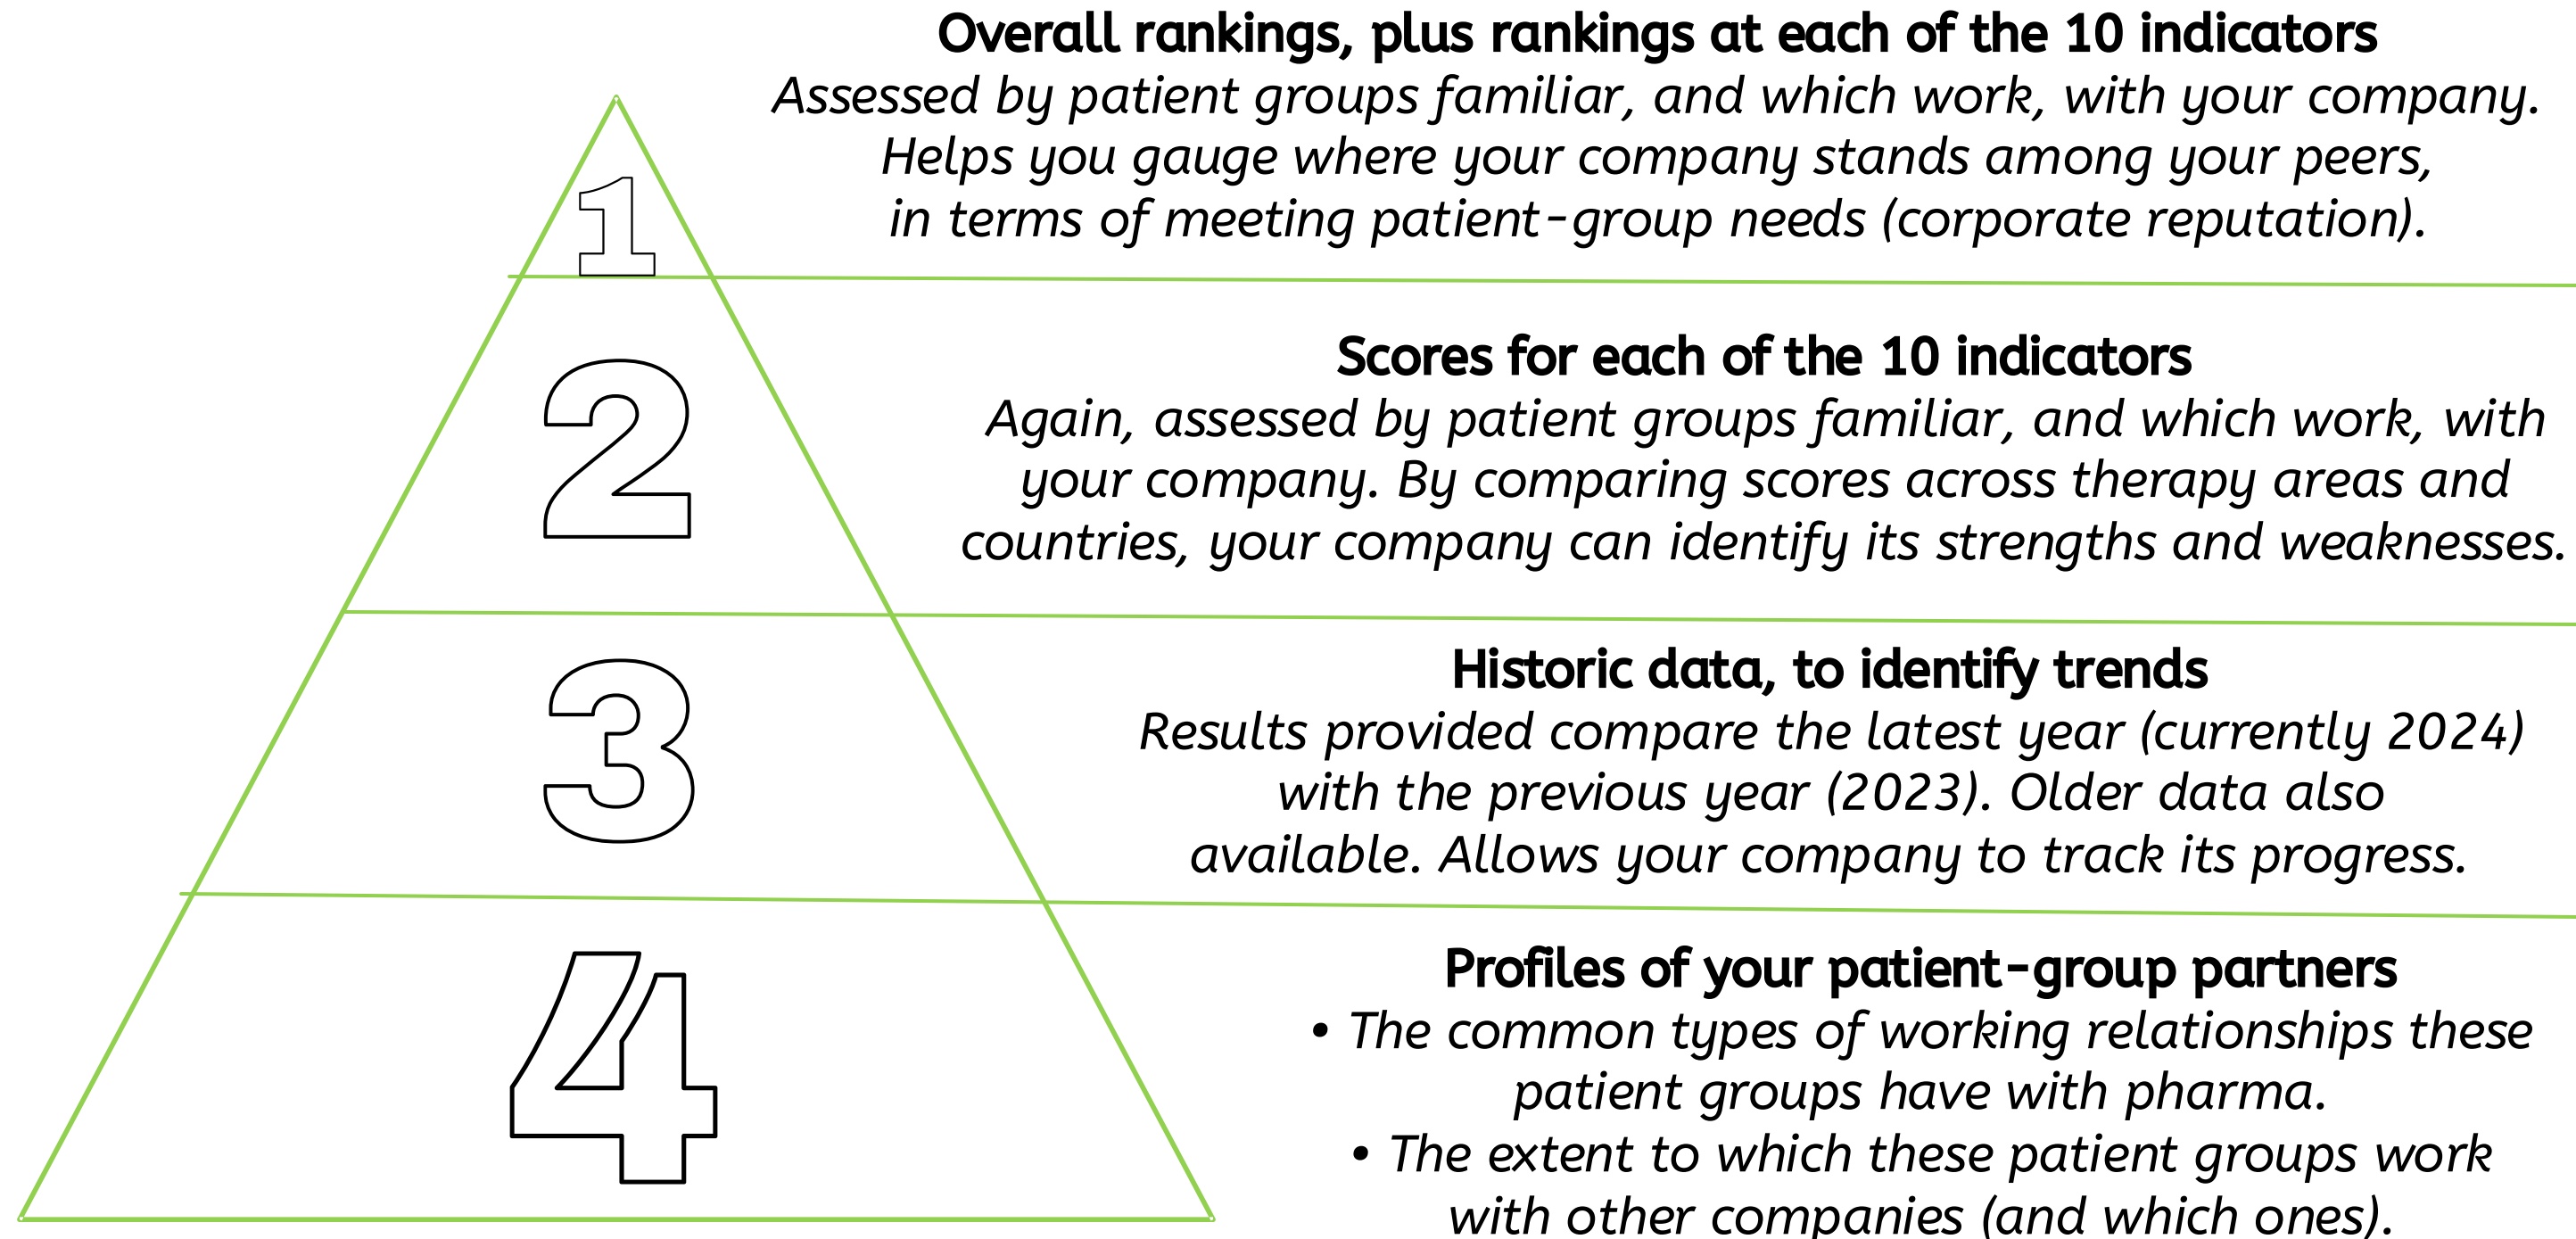 Overall rankings, plus rankings at each of the 10 indicators
Assessed by patient groups familiar, and which work, with your company.
Helps you gauge where your company stands among your peers,
in terms of meeting patient-group needs (corporate reputation).
1
Scores for each of the 10 indicators
Again, assessed by patient groups familiar, and which work, with
your company. By comparing scores across therapy areas and
countries, your company can identify its strengths and weaknesses.
2
Historic data, to identify trends
Results provided compare the latest year (currently 2024)
with the previous year (2023). Older data also
available. Allows your company to track its progress.
3
Profiles of your patient-group partners
• The common types of working relationships these
patient groups have with pharma.
• The extent to which these patient groups work
with other companies (and which ones).
4